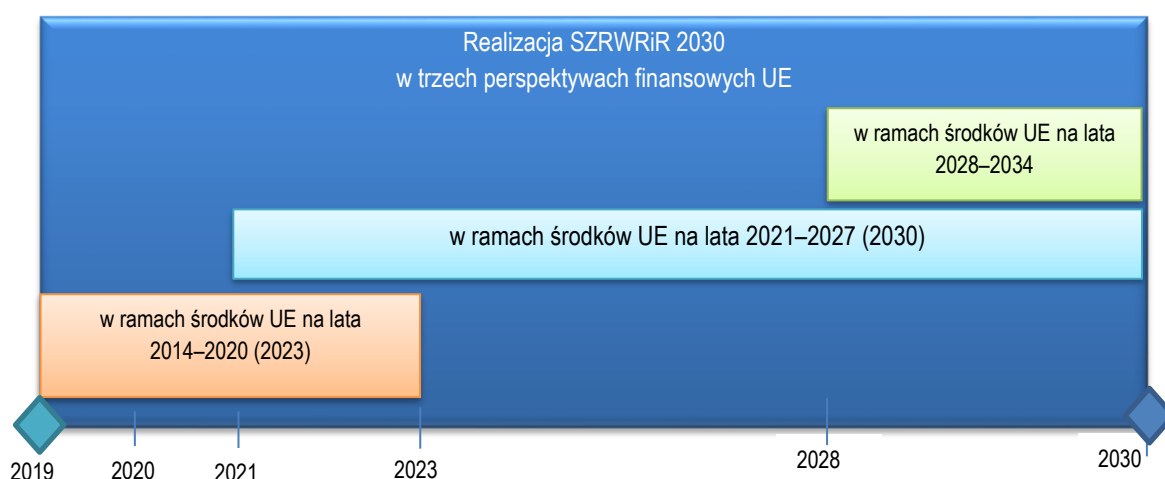 Realizacja SZRWRiR 2030
w trzech perspektywach finansowych UE
w ramach środków UE na lata
2028–2034
w ramach środków UE na lata 2021–2027 (2030)
w ramach środków UE na lata
2014–2020 (2023)
2019
2020
2021
2023
2028
2030